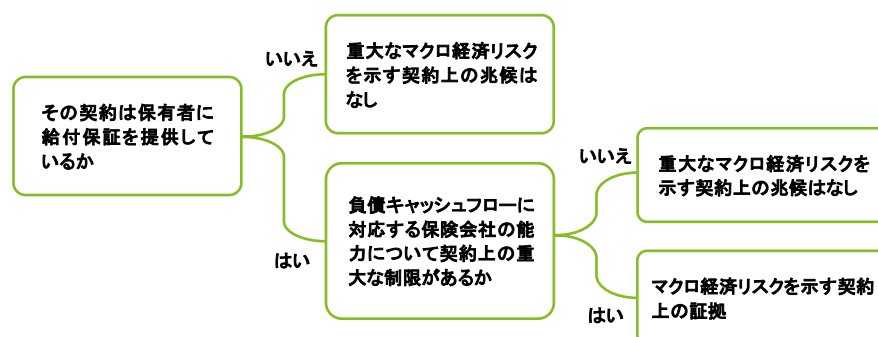 その契約は保有者に
給付保証を提供して
いるか
いいえ
重大なマクロ経済リスク
を示す契約上の兆候は
なし
はい
負債キャッシュフローに
対応する保険会社の能
力について契約上の重
大な制限があるか
いいえ
重大なマクロ経済リスクを
示す契約上の兆候はなし
はい
マクロ経済リスクを示す契約
上の証拠